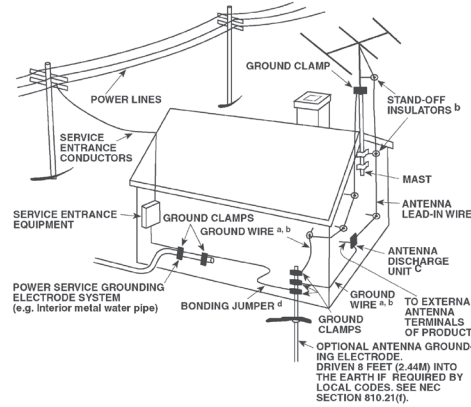 GROUND CLAMP
POWER LINES
STAND-OFF
INSULATORS b
SERVICE
ENTRANCE
CONDUCTORS
MAST
ANTENNA
LEAD-IN WIRE
SERVICE ENTRANCE
EQUIPMENT
GROUND CLAMPS
GROUND WIRE a, b
ANTENNA
DISCHARGE
UNIT C
POWER SERVICE GROUNDING
ELECTRODE SYSTEM
(e.g. interior metal water pipe)
BONDING JUMPER d
GROUND
WIRE a, b
GROUND
CLAMPS
TO EXTERNA
ANTENNA
TERMINALS
OF PRODUCT
OPTIONAL ANTENNA GROUND-
ING ELECTRODE.
DRIVEN 8 FEET (2.44M) INTO
THE EARTH IF REQUIRED BY
LOCAL CODES. SEE NEC
SECTION 810.21(f).